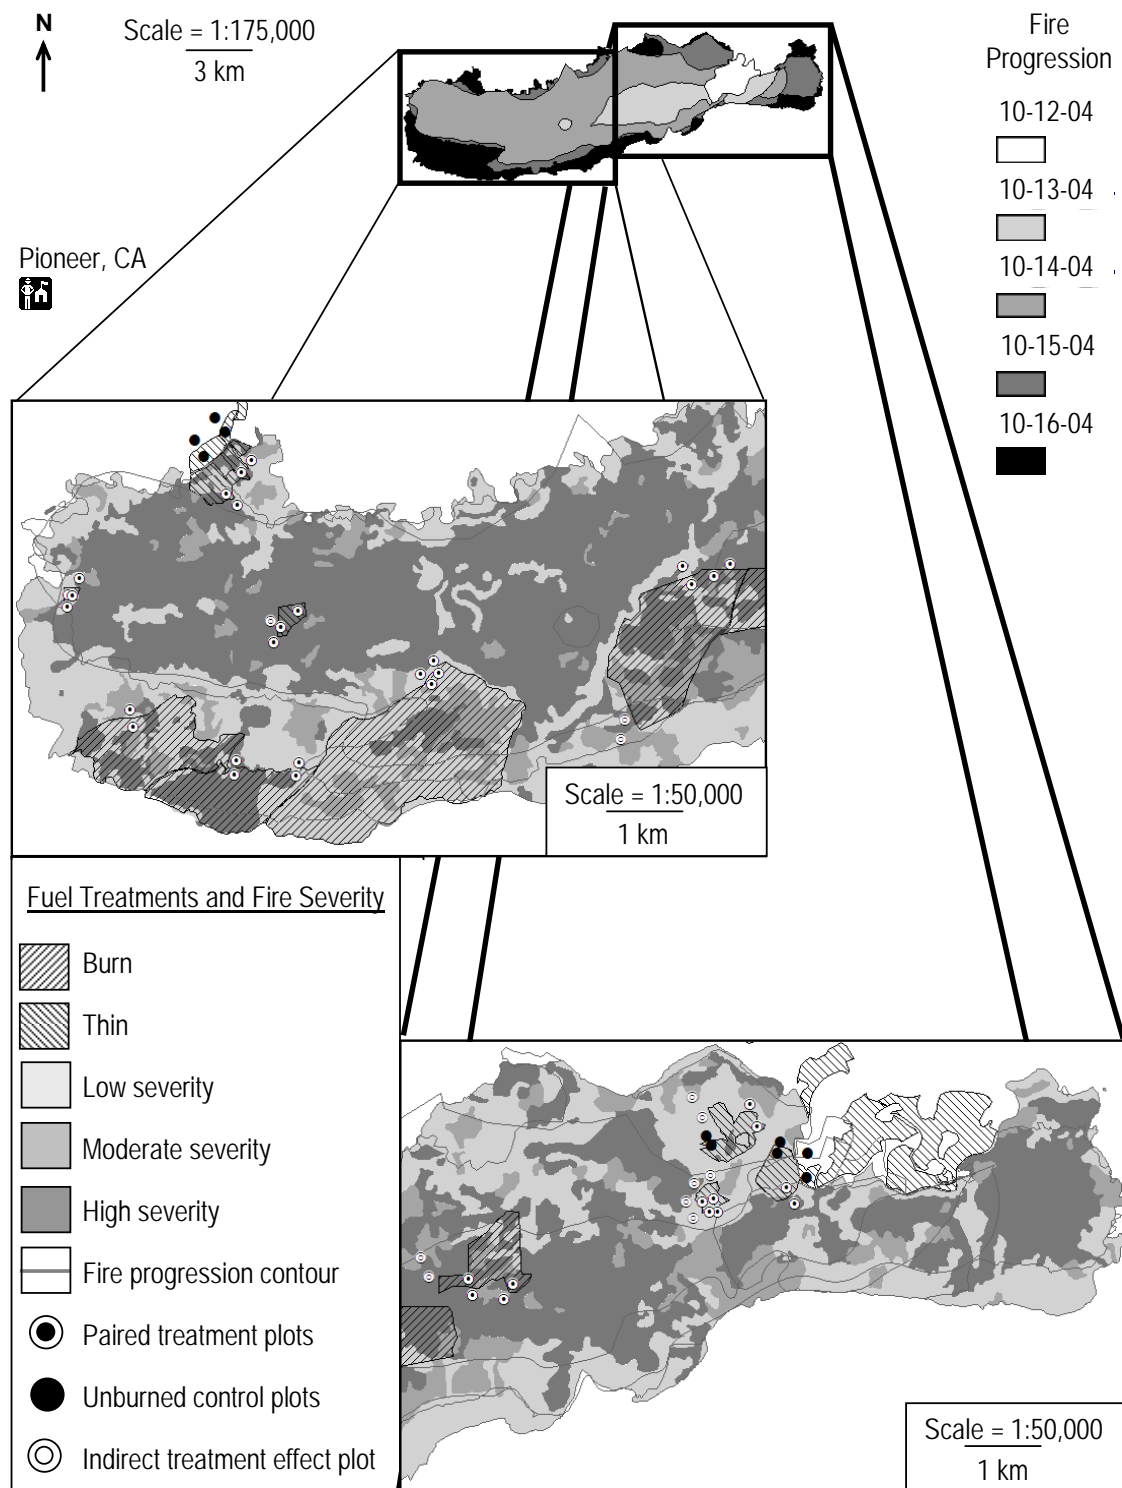 N
Scale = 1:175,000
3 km
Fire
Progression
10-12-04
10-13-04
10-14-04
10-15-04
10-16-04
Pioneer, CA
Scale = 1:50,000
1 km
Fuel Treatments and Fire Severity
Burn
Thin
Low severity
Moderate severity
High severity
Fire progression contour
Paired treatment plots
Unburned control plots
Indirect treatment effect plot
Scale = 1:50,000
1 km